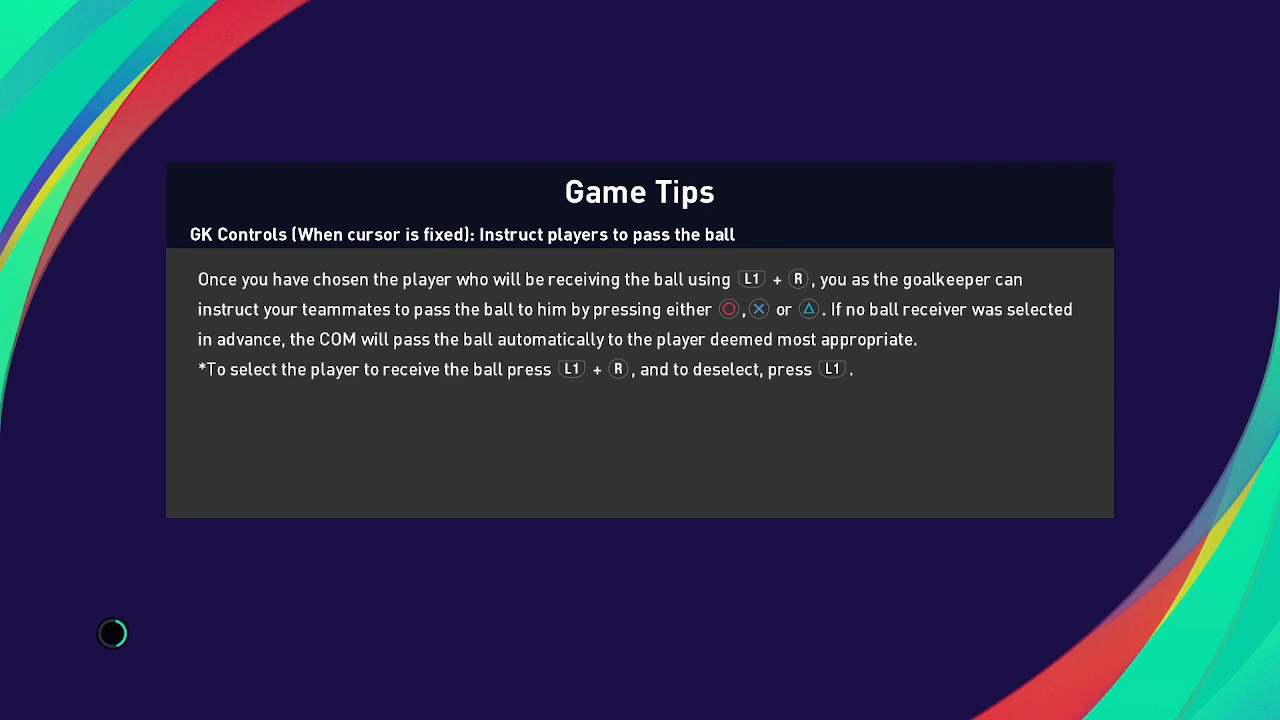 Game Tips
GK Controls (When cursor is fixed): Instruct players to pass the ball
Once you have chosen the player who will be receiving the ball using L1 + R, you as the goalkeeper can
instruct your teammates to pass the ball to him by pressing either ○, ✕ or △. If no ball receiver was selected
in advance, the COM will pass the ball automatically to the player deemed most appropriate.
*To select the player to receive the ball press L1 + R, and to deselect, press L1.